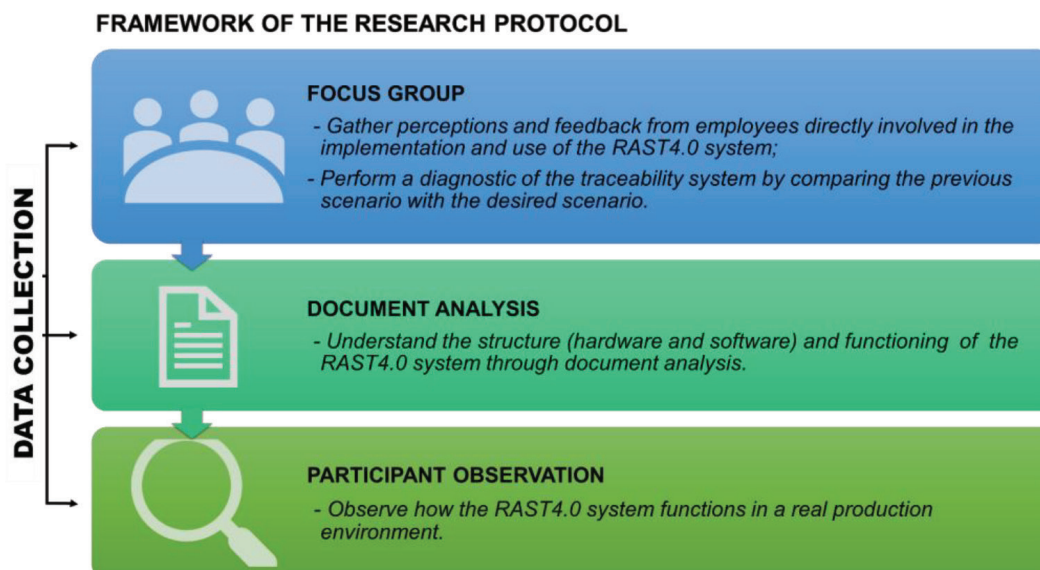 FRAMEWORK OF THE RESEARCH PROTOCOL
DATA COLLECTION
FOCUS GROUP
- Gather perceptions and feedback from employees directly involved in the
implementation and use of the RAST4.0 system;
- Perform a diagnostic of the traceability system by comparing the previous
scenario with the desired scenario.
DOCUMENT ANALYSIS
- Understand the structure (hardware and software) and functioning of the
RAST4.0 system through document analysis.
PARTICIPANT OBSERVATION
- Observe how the RAST4.0 system functions in a real production
environment.